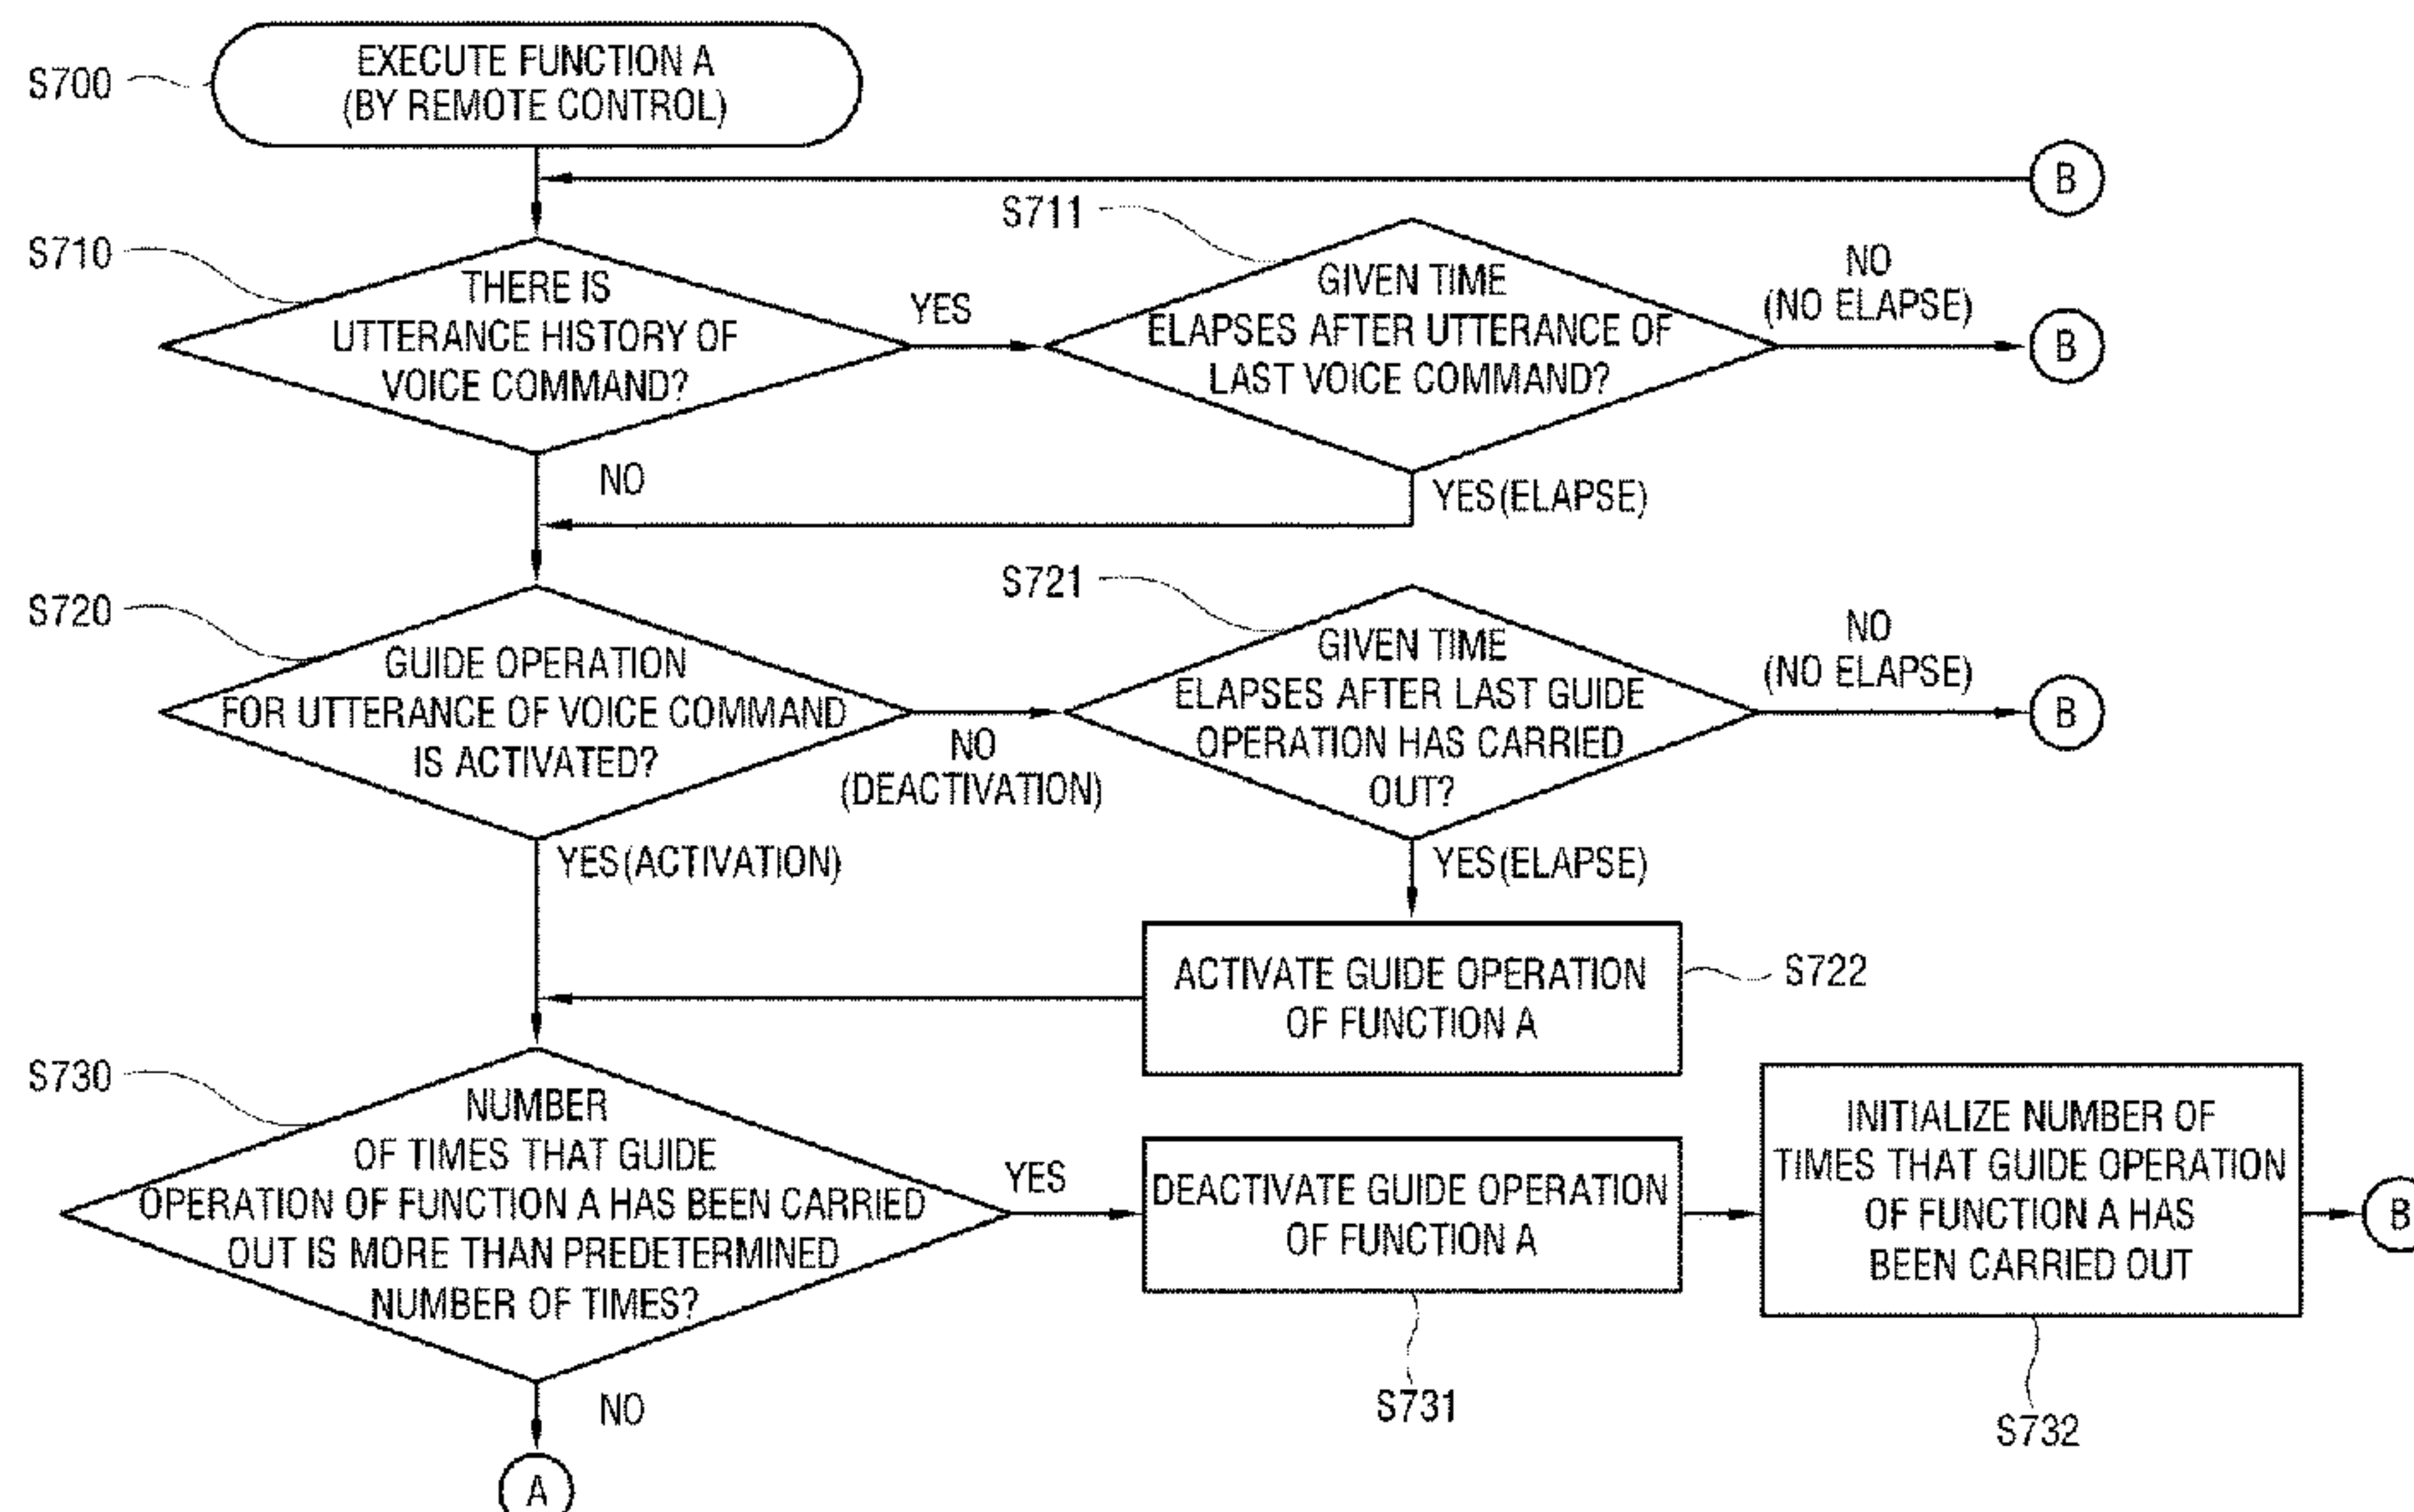 S700
EXECUTE FUNCTION A
(BY REMOTE CONTROL)
B
S710
THERE IS
UTTERANCE HISTORY OF
VOICE COMMAND?
YES
S711
GIVEN TIME
ELAPSES AFTER UTTERANCE OF
LAST VOICE COMMAND?
NO
(NO ELAPSE)
B
NO
YES(ELAPSE)
S720
GUIDE OPERATION
FOR UTTERANCE OF VOICE COMMAND
IS ACTIVATED?
NO
(DEACTIVATION)
S721
GIVEN TIME
ELAPSES AFTER LAST GUIDE
OPERATION HAS CARRIED
OUT?
NO
(NO ELAPSE)
B
YES(ACTIVATION)
YES(ELAPSE)
ACTIVATE GUIDE OPERATION
OF FUNCTION A
S722
S730
NUMBER
OF TIMES THAT GUIDE
OPERATION OF FUNCTION A HAS BEEN CARRIED
OUT IS MORE THAN PREDETERMINED
NUMBER OF TIMES?
YES
DEACTIVATE GUIDE OPERATION
OF FUNCTION A
S731
INITIALIZE NUMBER OF
TIMES THAT GUIDE OPERATION
OF FUNCTION A HAS
BEEN CARRIED OUT
S732
B
NO
A